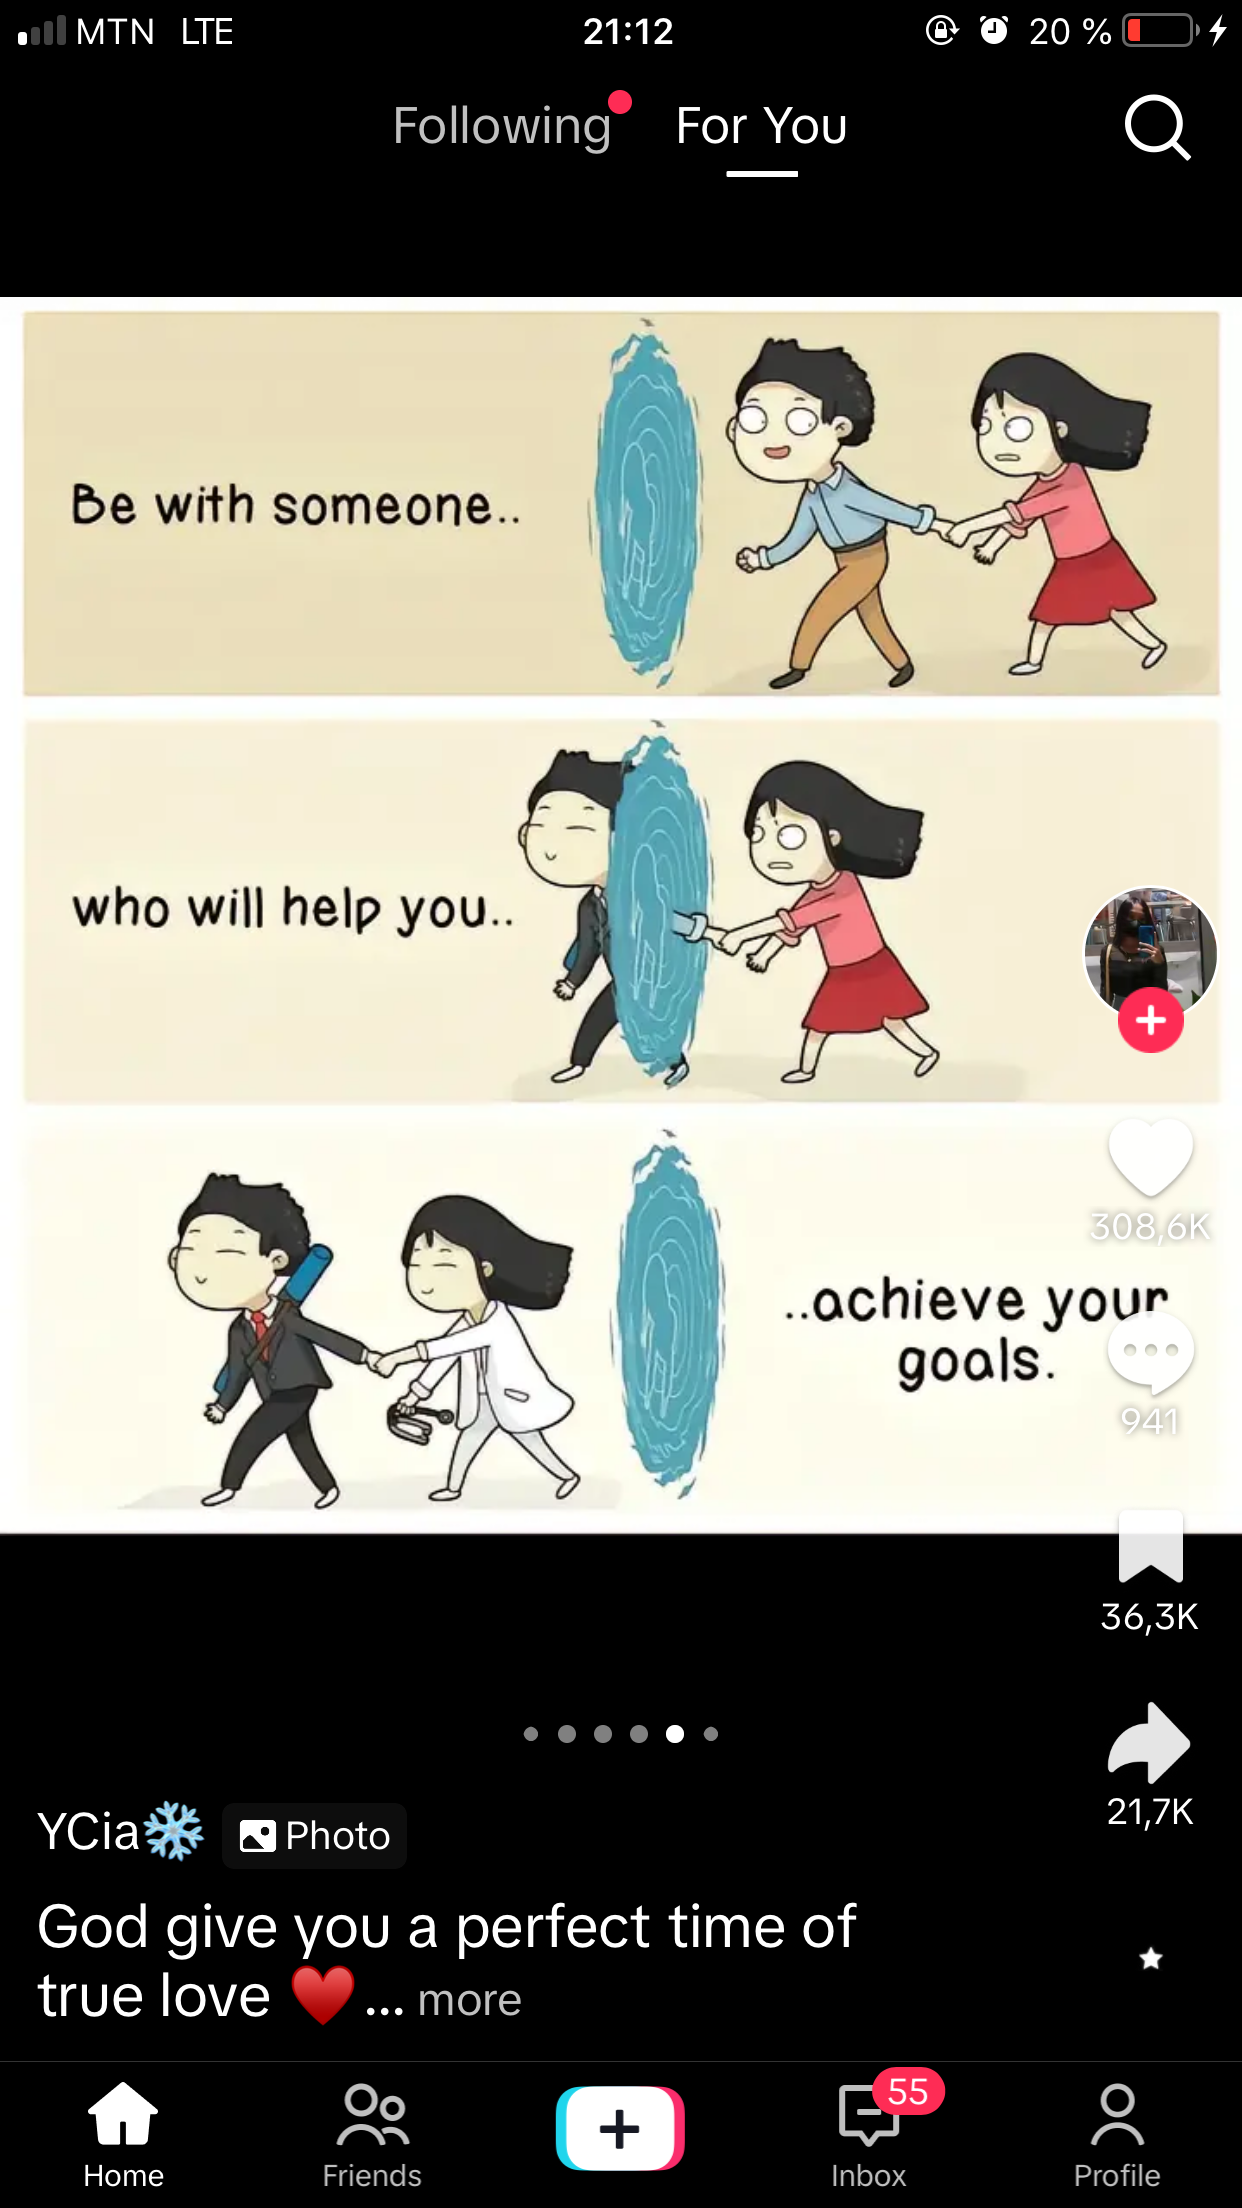 MTN LTE 21:12 20 %
Following For You
Be with someone..
who will help you..
308,6K
..achieve your
goals.
941
36,3K
21,7K
YCia❄️ Photo
God give you a perfect time of
true love ♥️... more
55
Home Friends Inbox Profile